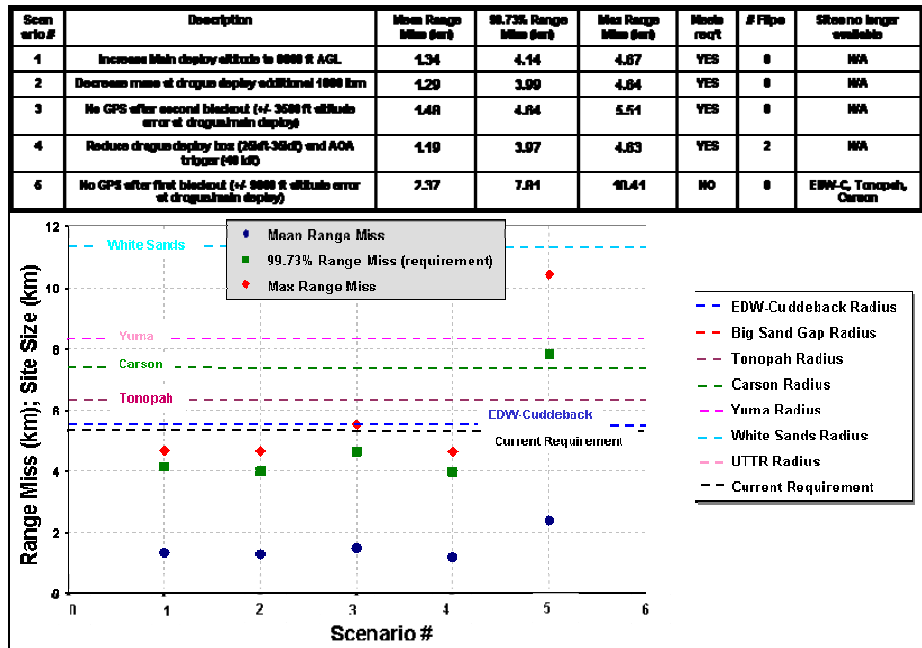 Scen Description Mean Range 99.73% Range Max Range Meets # Flips Sites no longer
ario # Miss (km) Miss (km) Miss (km) req't available
1 Increase Main deploy altitude to 8000 ft AGL 1.34 4.14 4.67 YES 0 N/A
2 Decrease mass at drogue deploy additional 1000 lbm 1.29 3.99 4.64 YES 0 N/A
3 No GPS after second blackout (+/- 3500 ft altitude 1.48 4.64 5.51 YES 0 N/A
error at drogue/main deploy)
4 Reduce drogue deploy box and AOA 1.19 3.97 4.63 YES 2 N/A
trigger
5 No GPS after first blackout (+/- ft altitude error 2.37 7.81 10.41 NO 0 EDW-C, Tonopah,
at drogue/main deploy) Carson
12
10
8
6
4
2
0
Range Miss (km); Site Size (km)
Mean Range Miss
99.73% Range Miss (requirement)
Max Range Miss
White Sands
Yuma
Carson
Tonopah
EDW-Cuddeback
Current Requirement
0 1 2 3 4 5 6
Scenario #
EDW-Cuddeback Radius
Big Sand Gap Radius
Tonopah Radius
Carson Radius
Yuma Radius
White Sands Radius
UTTR Radius
Current Requirement